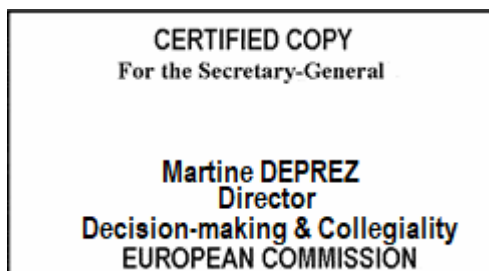 CERTIFIED COPY
For the Secretary-General
Martine DEPREZ
Director
Decision-making & Collegiality
EUROPEAN COMMISSION